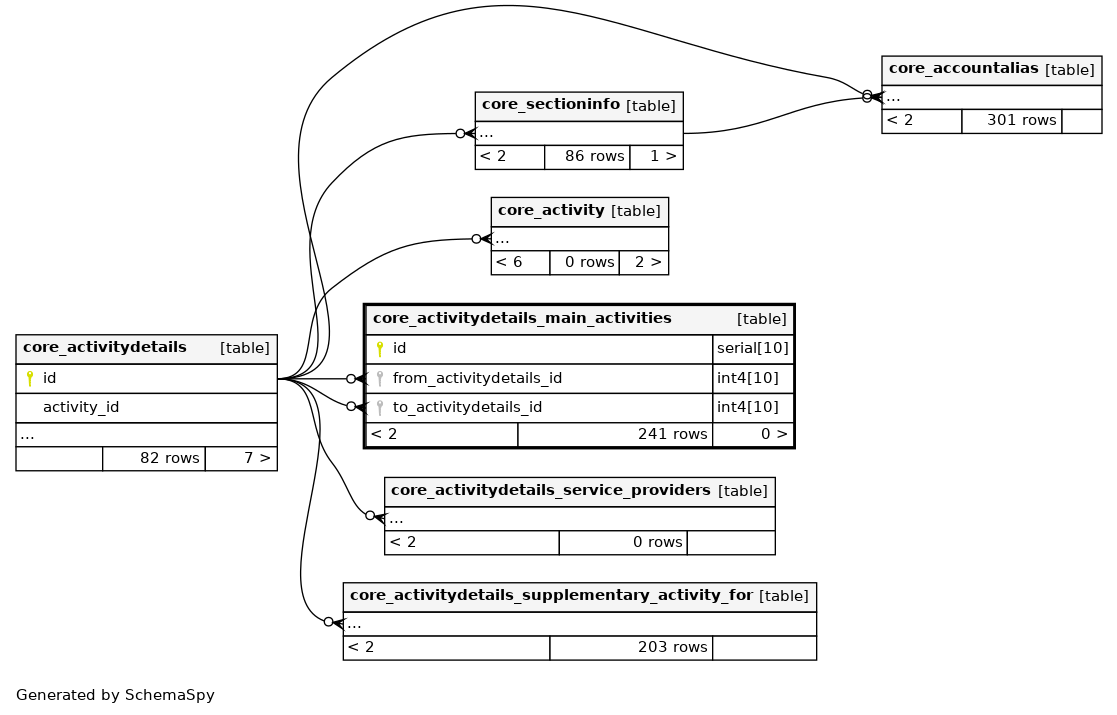 core_accountalias [table]
...
< 2 301 rows
core_sectioninfo [table]
...
< 2 86 rows 1 >
core_activity [table]
...
< 6 0 rows 2 >
core_activitydetails_main_activities [table]
id serial[10]
from_activitydetails_id int4[10]
to_activitydetails_id int4[10]
< 2 241 rows 0 >
core_activitydetails [table]
id
activity_id
...
82 rows 7 >
core_activitydetails_service_providers [table]
...
< 2 0 rows
core_activitydetails_supplementary_activity_for [table]
...
< 2 203 rows
Generated by SchemaSpy